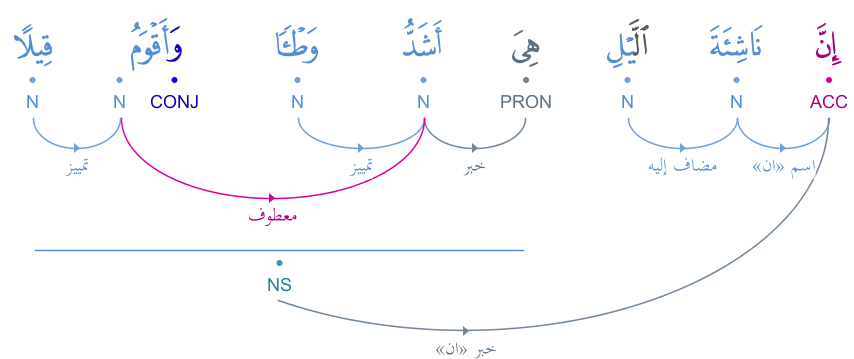 إِنَّ نَاشِئَةَ ٱلَّيْلِ هِىَ أَشَدُّ وَطْـًٔا وَأَقْوَمُ قِيلًا
ACC N N PRON N N CONJ N N
اسم «ان» مضاف إليه خبر تمييز تمييز
معطوف
NS
خبر «ان»